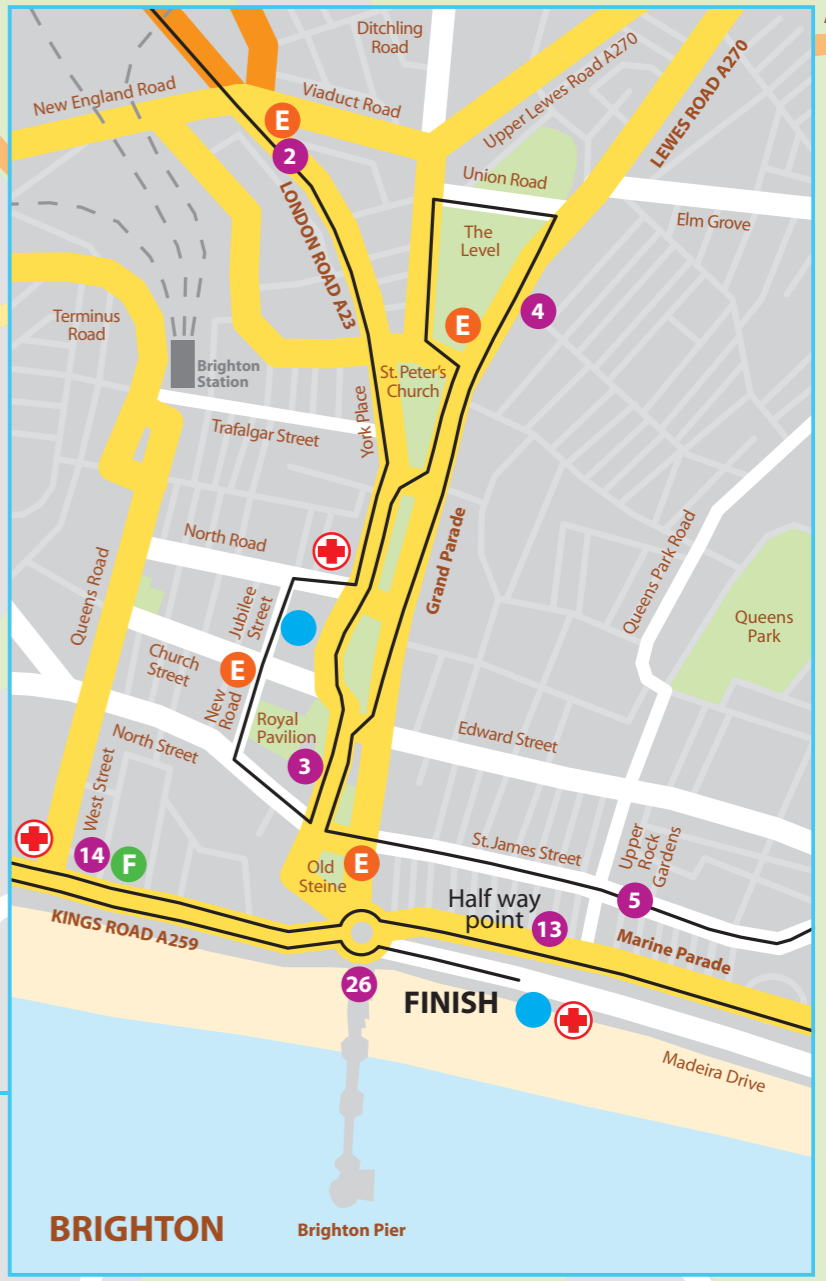 Ditchling
Road
New England Road
Viaduct Road
Upper Lewes Road A270
LEWES ROAD A270
E
2
Union Road
Elm Grove
LONDON ROAD A23
The
Level
E
4
Terminus
Road
Brighton
Station
St. Peter's
Church
York Place
Trafalgar Street
Grand Parade
Queens Park Road
North Road
Queens Road
Jubilee
Street
Queens
Park
Church
Street
E
New
Road
Royal
Pavilion
3
North Street
Edward Street
West Street
14
F
St. James Street
Upper
Rock
Gardens
Old
Steine
E
5
Half way
point
13
KINGS ROAD A259
Marine Parade
26
FINISH
Madeira Drive
BRIGHTON
Brighton Pier